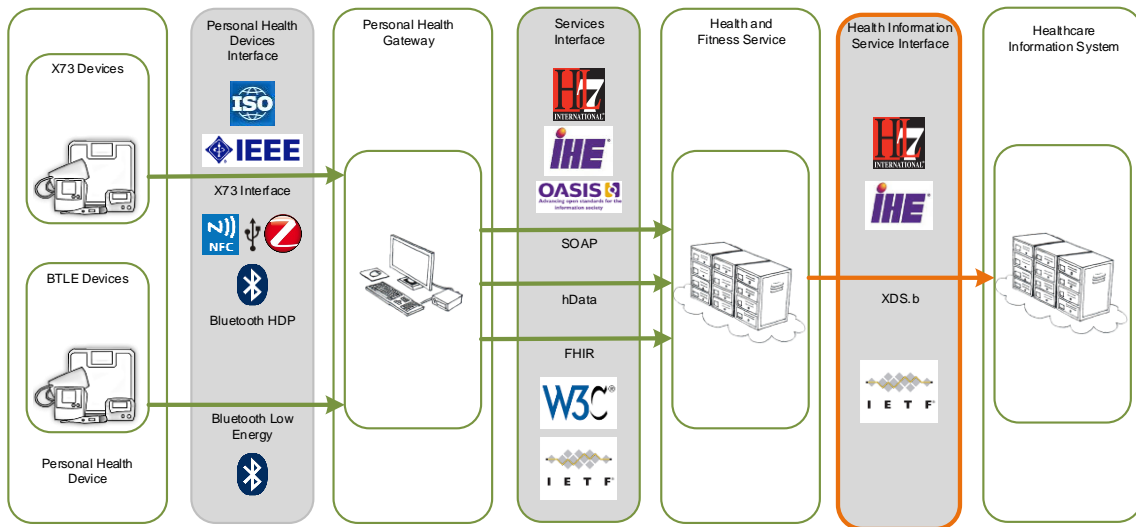 X73 Devices
BTLE Devices
Personal Health
Device
Personal Health
Devices
Interface
ISO
IEEE
X73 Interface
N
NFC
Z
Bluetooth HDP
Bluetooth Low
Energy
Personal Health
Gateway
Services
Interface
HL7
INTERNATIONAL®
IHE®
OASIS
Advancing open standards for the
information society
SOAP
hData
FHIR
W3C®
I E T F®
Health and
Fitness Service
Health Information
Service Interface
HL7
INTERNATIONAL®
IHE®
XDS.b
I E T F®
Healthcare
Information System